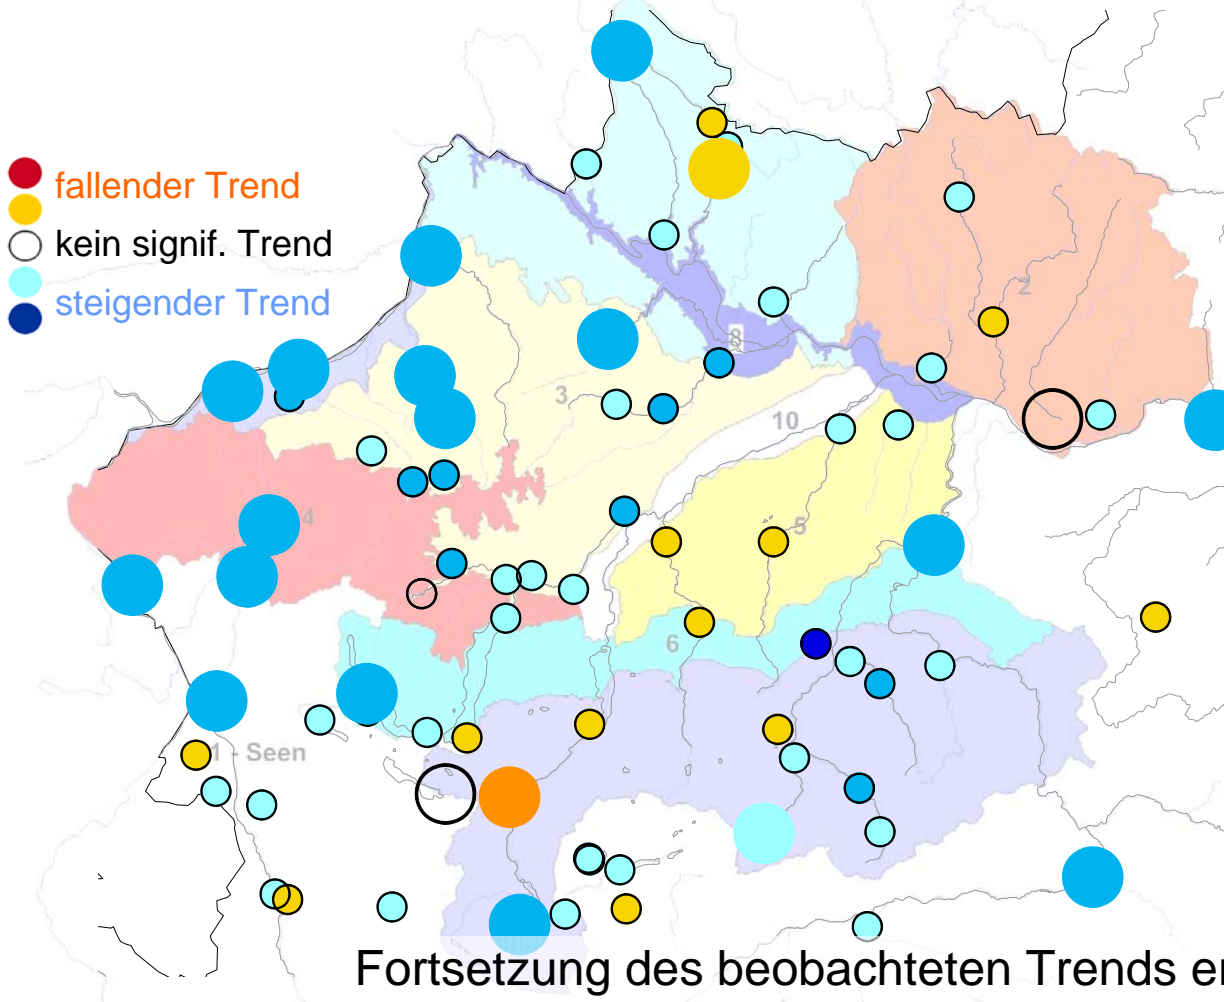 fallender Trend
kein signif. Trend
steigender Trend
2
8
3
10
4
5
6
1 - Seen
Fortsetzung des beobachteten Trends er